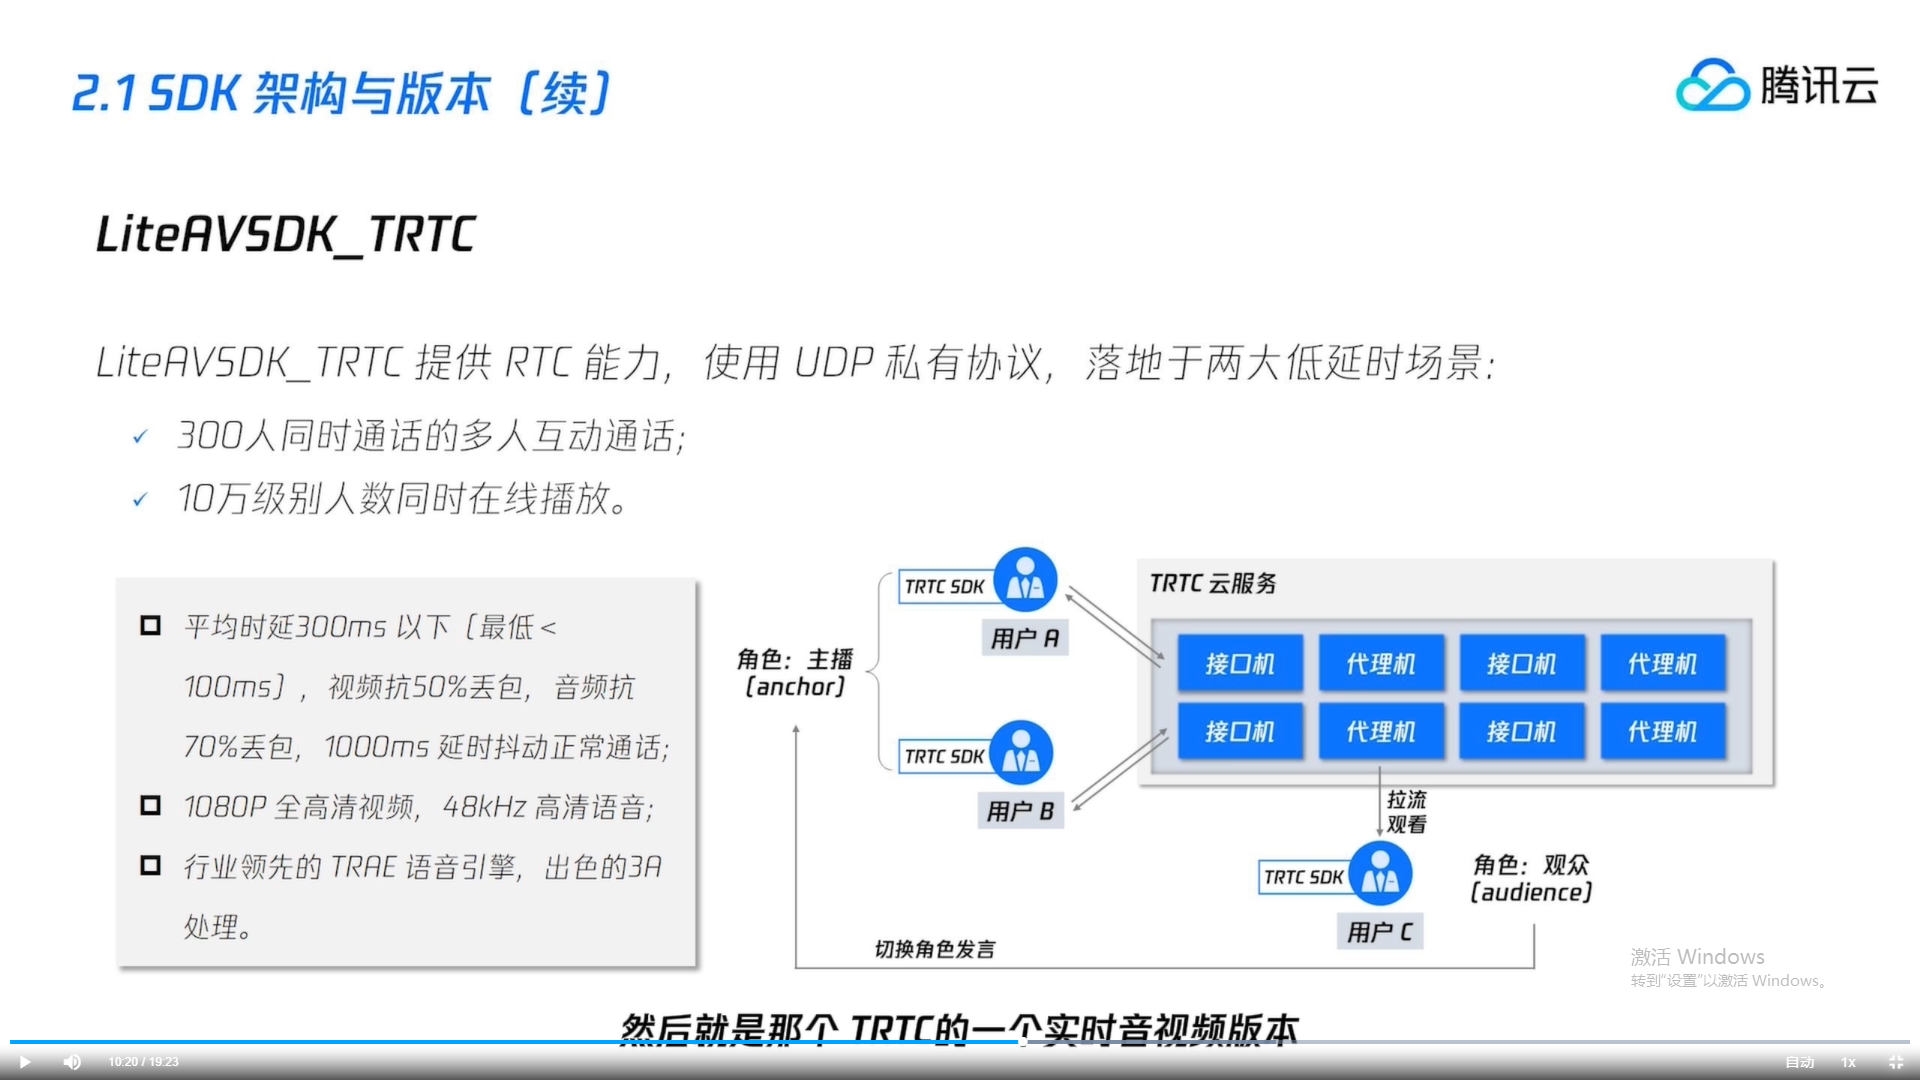 2.1 SDK 架构与版本（续）
腾讯云
LiteAVSDK_TRTC
LiteAVSDK_TRTC 提供 RTC 能力，使用 UDP 私有协议，落地于两大低延时场景：
300人同时通话的多人互动通话；
10万级别人数同时在线播放。
平均时延300ms 以下（最低<
100ms），视频抗50%丢包，音频抗
70%丢包，1000ms 延时抖动正常通话；
1080P 全高清视频，48kHz 高清语音；
行业领先的 TRAE 语音引擎，出色的3A
处理。
角色：主播
(anchor)
TRTC SDK
用户 A
TRTC SDK
用户 B
TRTC 云服务
接口机 代理机 接口机 代理机
接口机 代理机 接口机 代理机
拉流
观看
TRTC SDK
用户 C
角色：观众
(audience)
切换角色发言
激活 Windows
转到"设置"以激活 Windows。
然后就是那个 TRTC的一个实时音视频版本
10:20 / 19:23
自动 1x